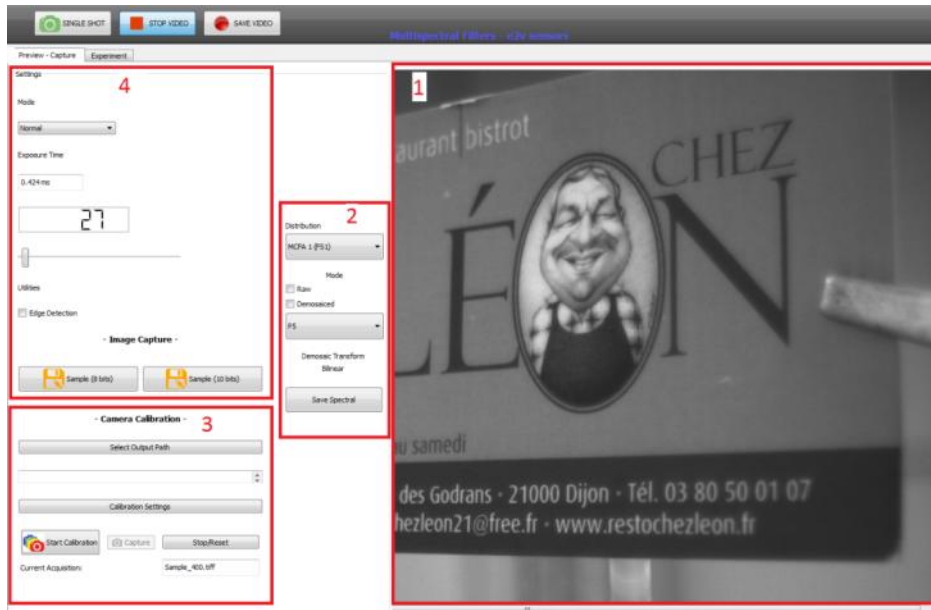 SINGLE SHOT
STOP VIDEO
SAVE VIDEO
Multispectral Filters - e2v sensors
Preview - Capture
Experiment
Settings
4
Mode
Normal
Exposure Time
0.424 ms
27
Utilities
Edge Detection
- Image Capture -
Sample (8 bits)
Sample (10 bits)
- Camera Calibration -
3
Select Output Path
Calibration Settings
Start Calibration
Capture
Stop/Reset
Current Acquisition:
Sample_400.tiff
2
Distribution
MCFA 1 (PS1)
Mode
Raw
Demosaiced
P5
Demosaic Transform
Bilinear
Save Spectral
1
aurant bistrot
CHEZ
LÉON
au samedi
des Godrans - 21000 Dijon - Tél. 03 80 50 01 07
hezleon21@free.fr - www.restochezleon.fr